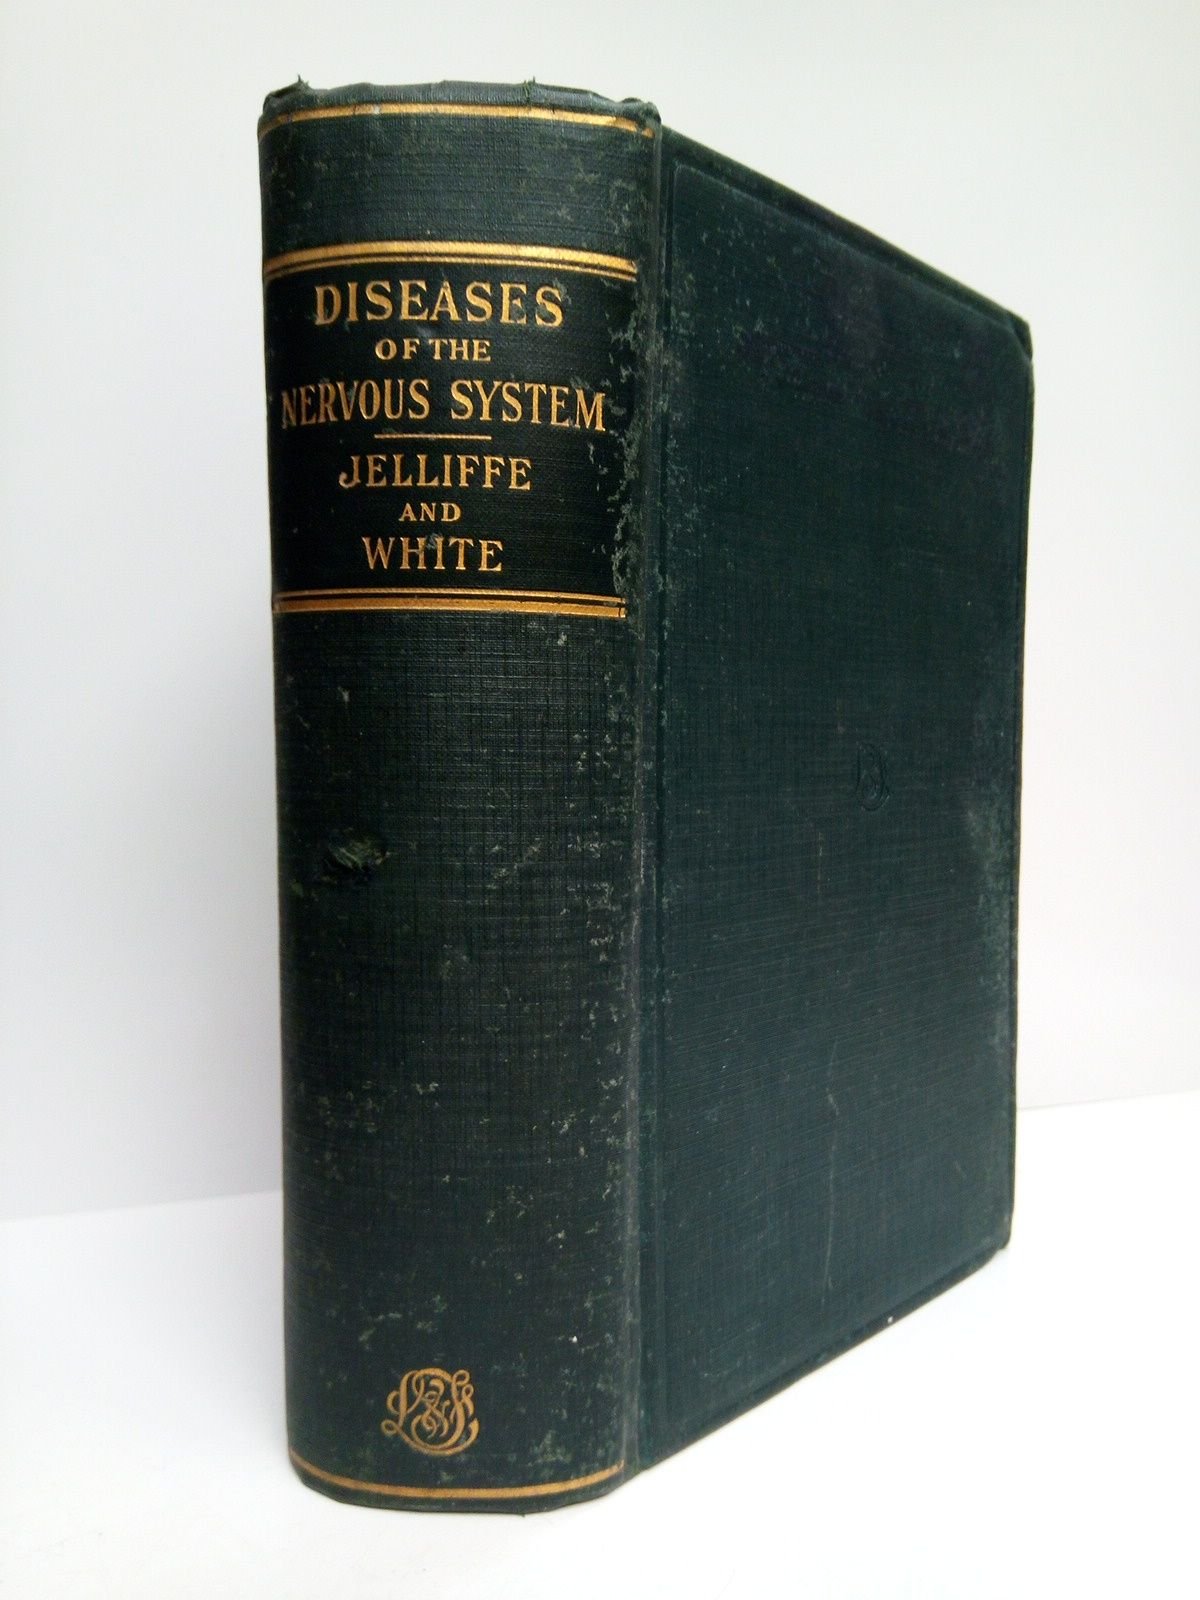 DISEASES
OF THE
NERVOUS SYSTEM
JELLIFFE
AND
WHITE